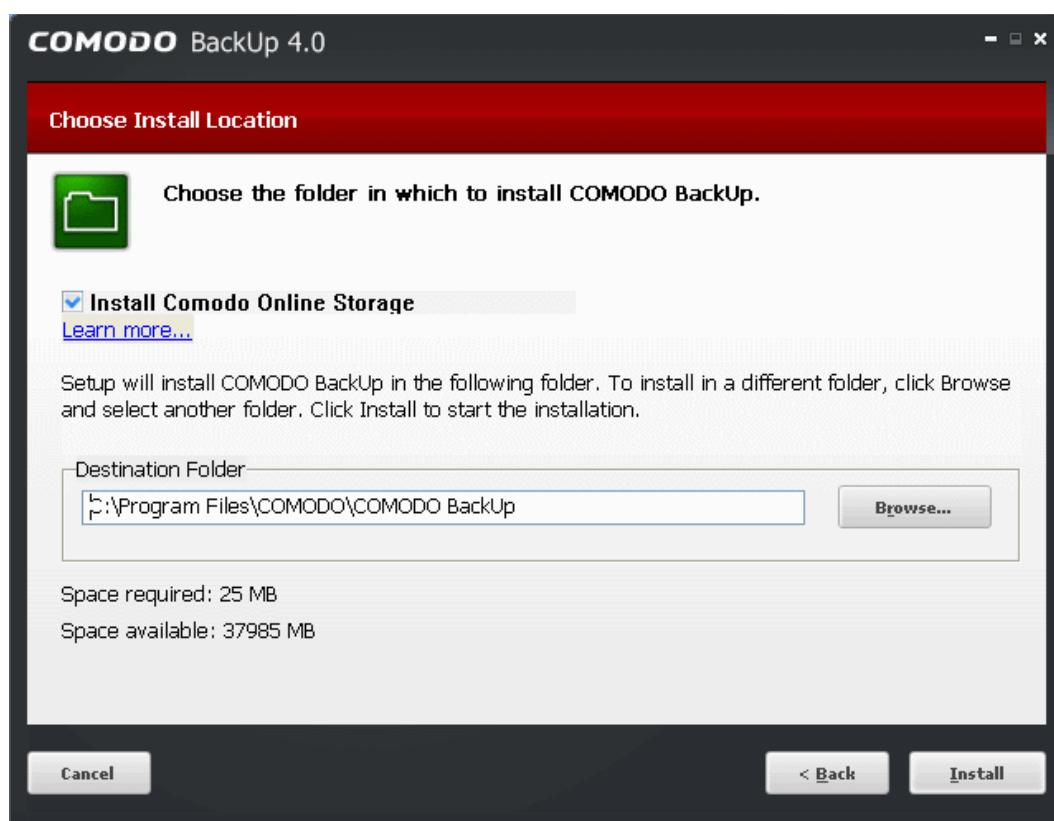 COMODO BackUp 4.0
Choose Install Location
Choose the folder in which to install COMODO BackUp.
Install Comodo Online Storage
Learn more...
Setup will install COMODO BackUp in the following folder. To install in a different folder, click Browse
and select another folder. Click Install to start the installation.
Destination Folder
C:\Program Files\COMODO\COMODO BackUp
Browse...
Space required: 25 MB
Space available: 37985 MB
Cancel
< Back
Install